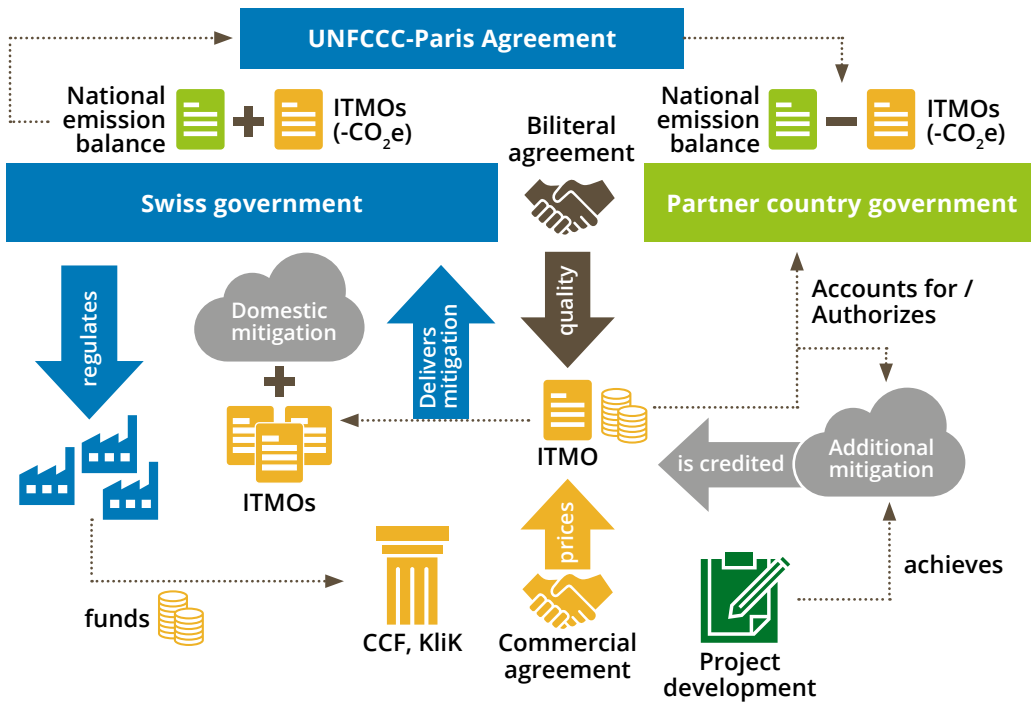 UNFCCC-Paris Agreement
National
emission
balance
ITMOs
(-CO₂e)
Biliteral
agreement
National
emission
balance
ITMOs
(-CO₂e)
Swiss government
Partner country government
regulates
Domestic
mitigation
Delivers
mitigation
quality
Accounts for /
Authorizes
ITMOs
ITMO
is credited
Additional
mitigation
prices
achieves
funds
CCF, KliK
Commercial
agreement
Project
development